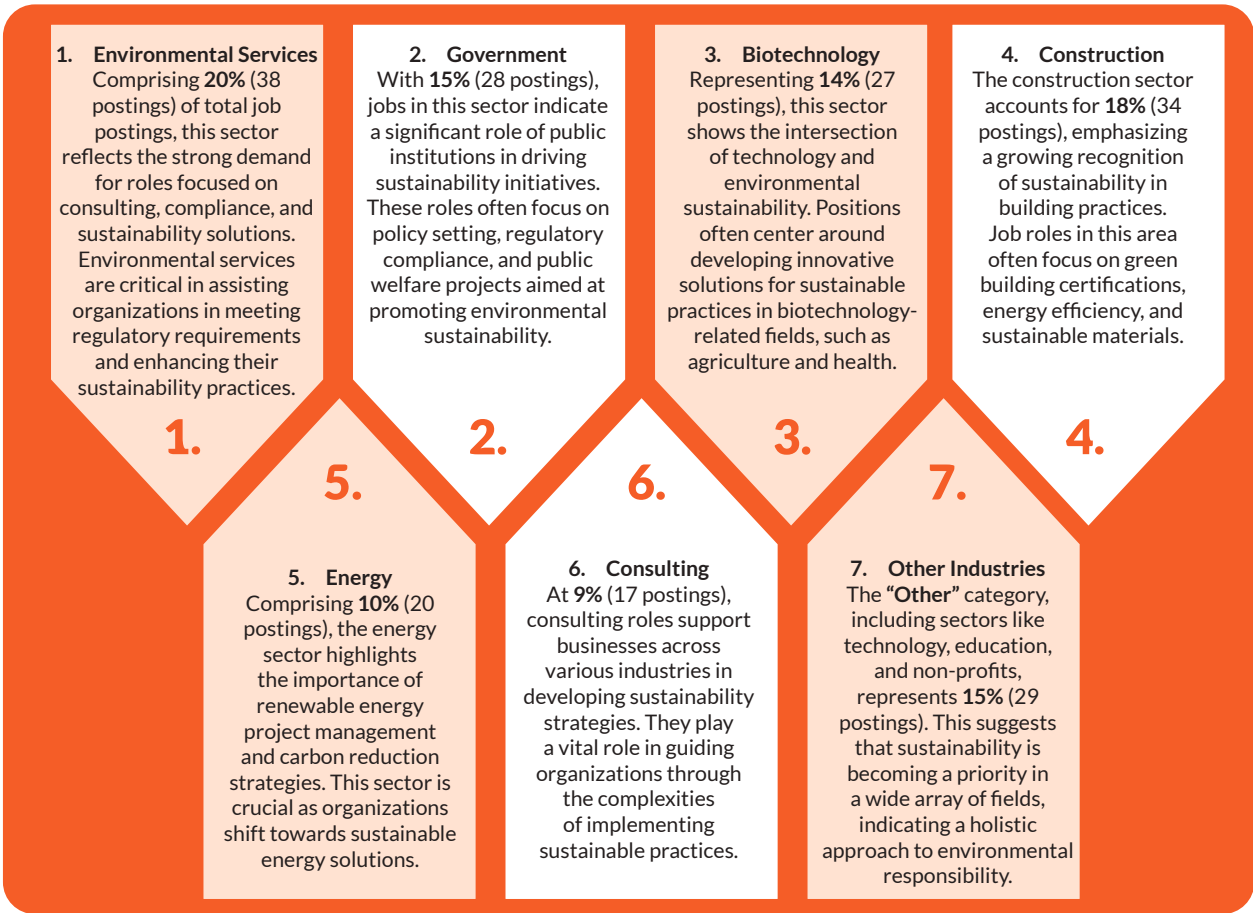 1. Environmental Services
Comprising 20% (38
postings) of total job
postings, this sector
reflects the strong demand
for roles focused on
consulting, compliance, and
sustainability solutions.
Environmental services
are critical in assisting
organizations in meeting
regulatory requirements
and enhancing their
sustainability practices.
1.
2. Government
With 15% (28 postings),
jobs in this sector indicate
a significant role of public
institutions in driving
sustainability initiatives.
These roles often focus on
policy setting, regulatory
compliance, and public
welfare projects aimed at
promoting environmental
sustainability.
2.
3. Biotechnology
Representing 14% (27
postings), this sector
shows the intersection
of technology and
environmental
sustainability. Positions
often center around
developing innovative
solutions for sustainable
practices in biotechnology-
related fields, such as
agriculture and health.
3.
4. Construction
The construction sector
accounts for 18% (34
postings), emphasizing
a growing recognition
of sustainability in
building practices.
Job roles in this area
often focus on green
building certifications,
energy efficiency, and
sustainable materials.
4.
5.
5. Energy
Comprising 10% (20
postings), the energy
sector highlights
the importance of
renewable energy
project management
and carbon reduction
strategies. This sector is
crucial as organizations
shift towards sustainable
energy solutions.
6.
6. Consulting
At 9% (17 postings),
consulting roles support
businesses across
various industries in
developing sustainability
strategies. They play
a vital role in guiding
organizations through
the complexities
of implementing
sustainable practices.
7.
7. Other Industries
The “Other” category,
including sectors like
technology, education,
and non-profits,
represents 15% (29
postings). This suggests
that sustainability is
becoming a priority in
a wide array of fields,
indicating a holistic
approach to environmental
responsibility.